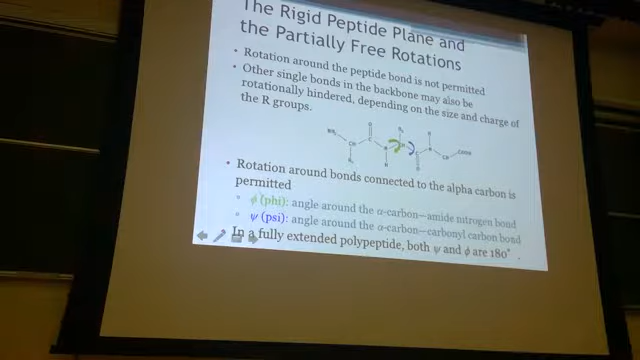 The Rigid Peptide Plane and
the Partially Free Rotations
• Rotation around the peptide bond is not permitted
• Other single bonds in the backbone may also be
rotationally hindered, depending on the size and charge of
the R groups.
• Rotation around bonds connected to the alpha carbon is
permitted
ϕ (phi): angle around the α-carbon—amide nitrogen bond
ψ (psi): angle around the α-carbon—carbonyl carbon bond
In a fully extended polypeptide, both ψ and ϕ are 180°.